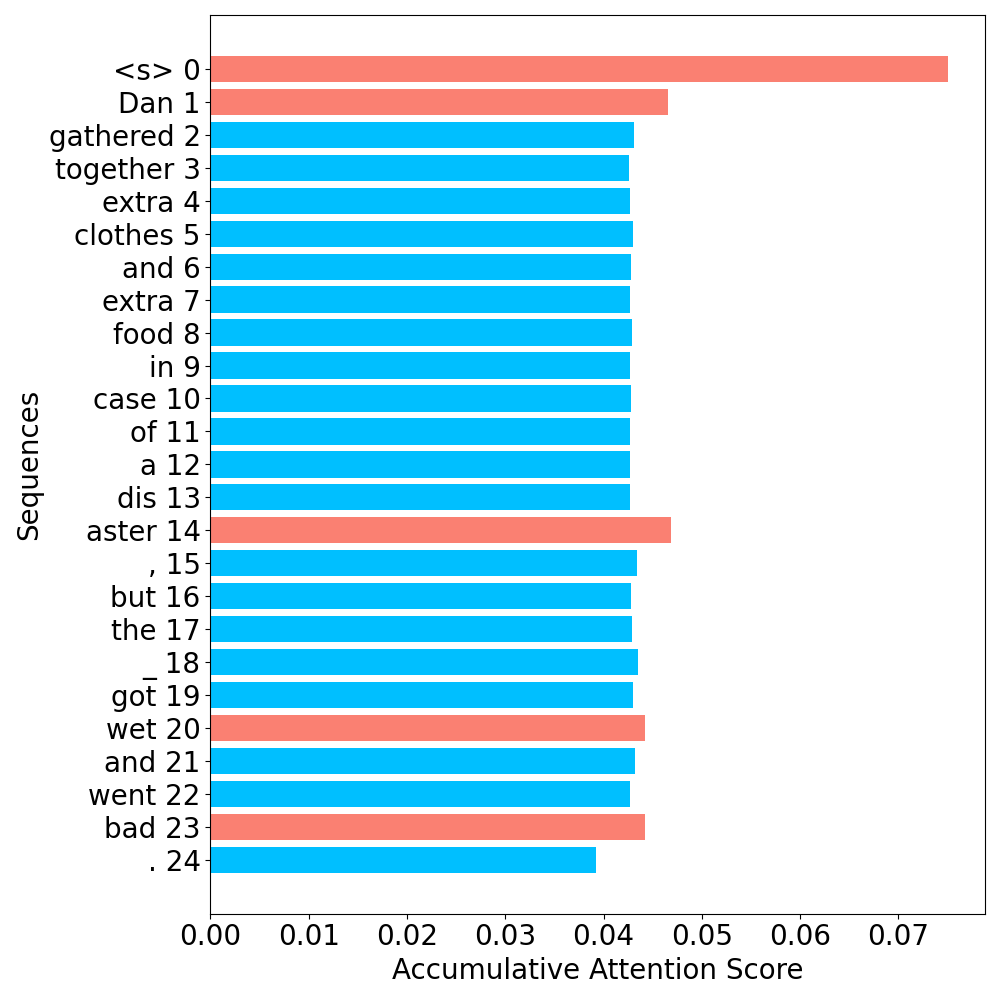 <s> 0
Dan 1
gathered 2
together 3
extra 4
clothes 5
and 6
extra 7
food 8
in 9
case 10
of 11
a 12
dis 13
aster 14
, 15
but 16
the 17
_ 18
got 19
wet 20
and 21
went 22
bad 23
. 24
Sequences
0.00 0.01 0.02 0.03 0.04 0.05 0.06 0.07
Accumulative Attention Score